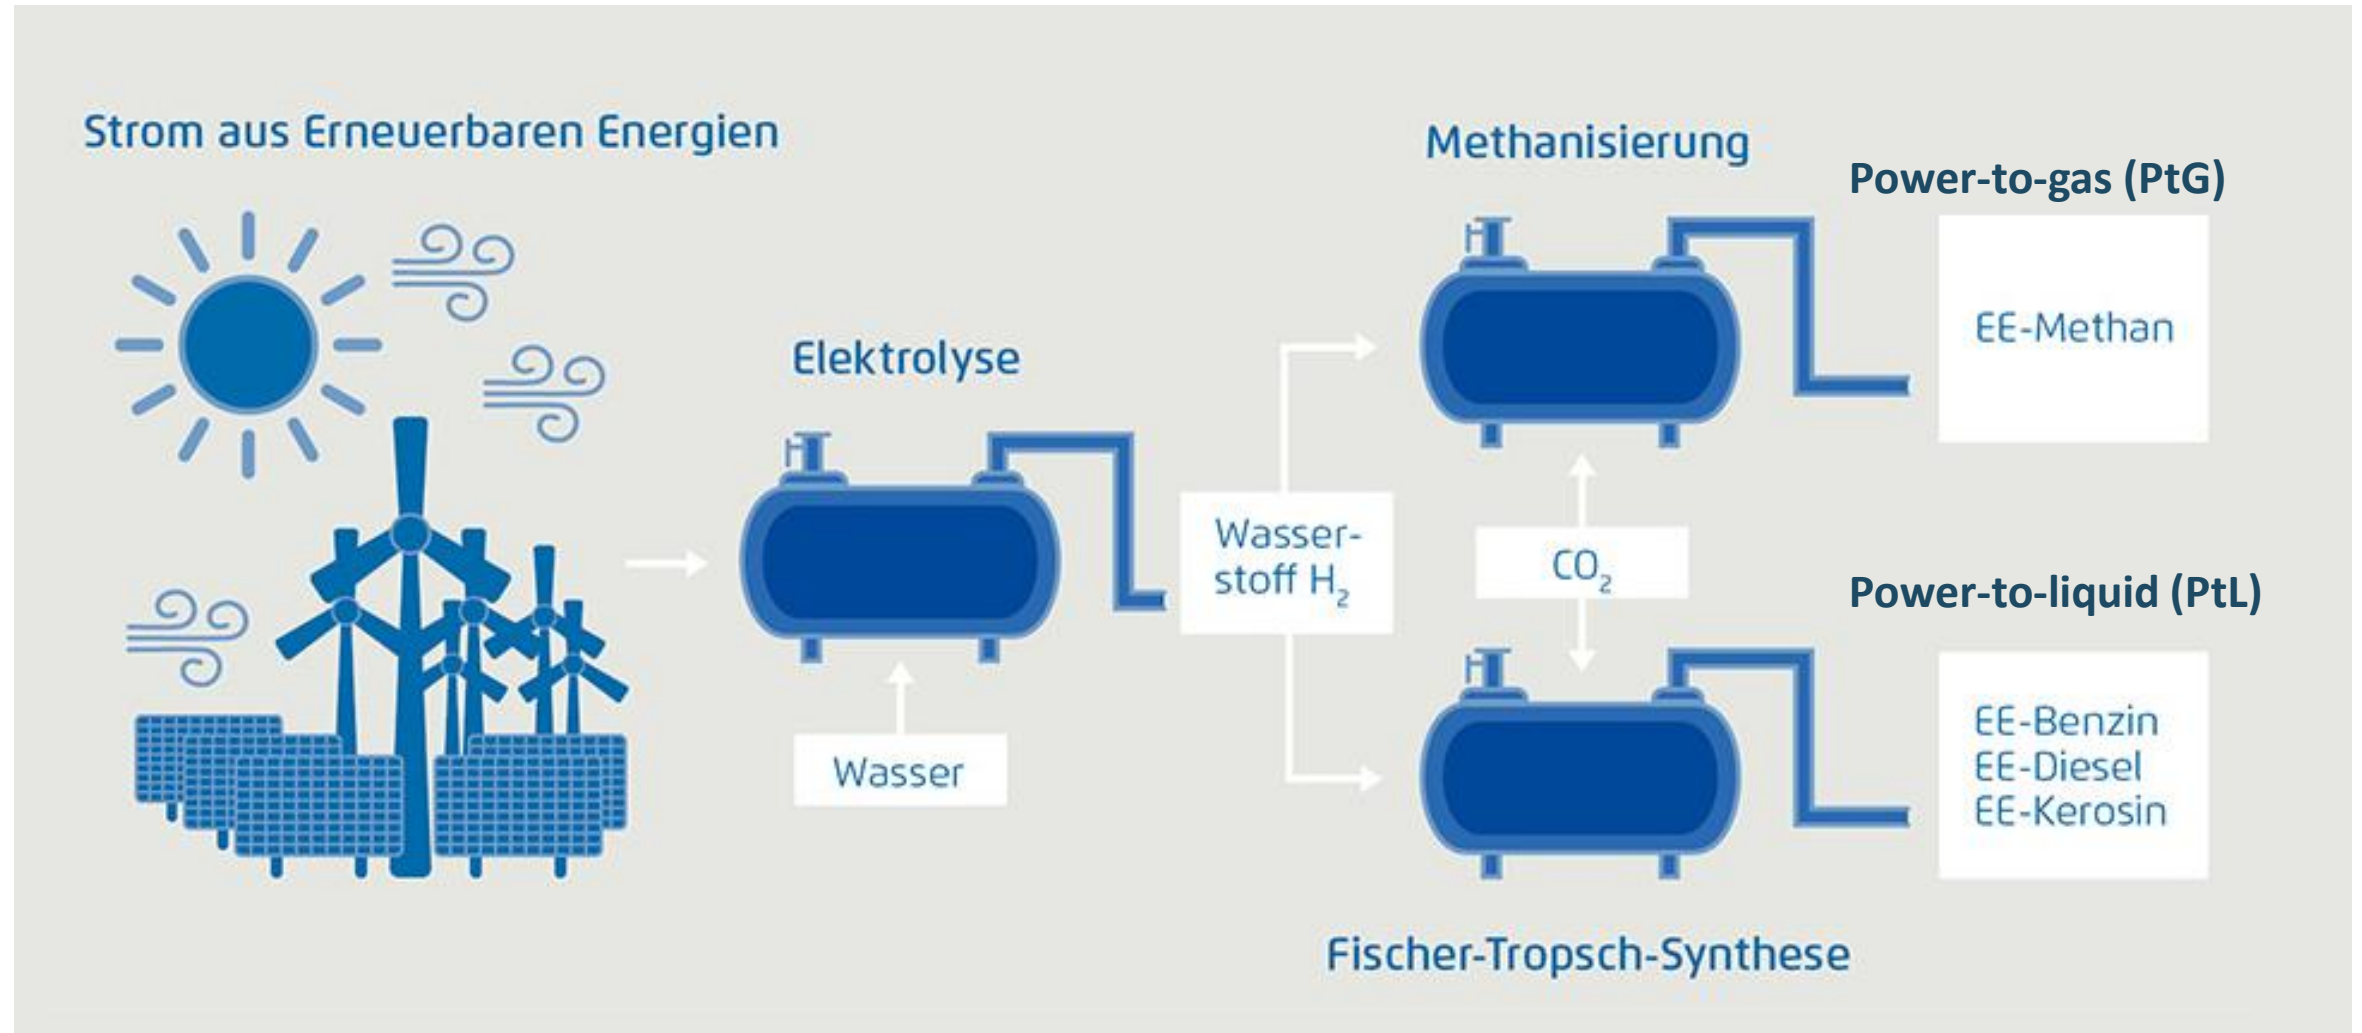 Strom aus Erneuerbaren Energien
Elektrolyse
Wasser
Wasser-
stoff H₂
Methanisierung
Power-to-gas (PtG)
EE-Methan
CO₂
Power-to-liquid (PtL)
EE-Benzin
EE-Diesel
EE-Kerosin
Fischer-Tropsch-Synthese